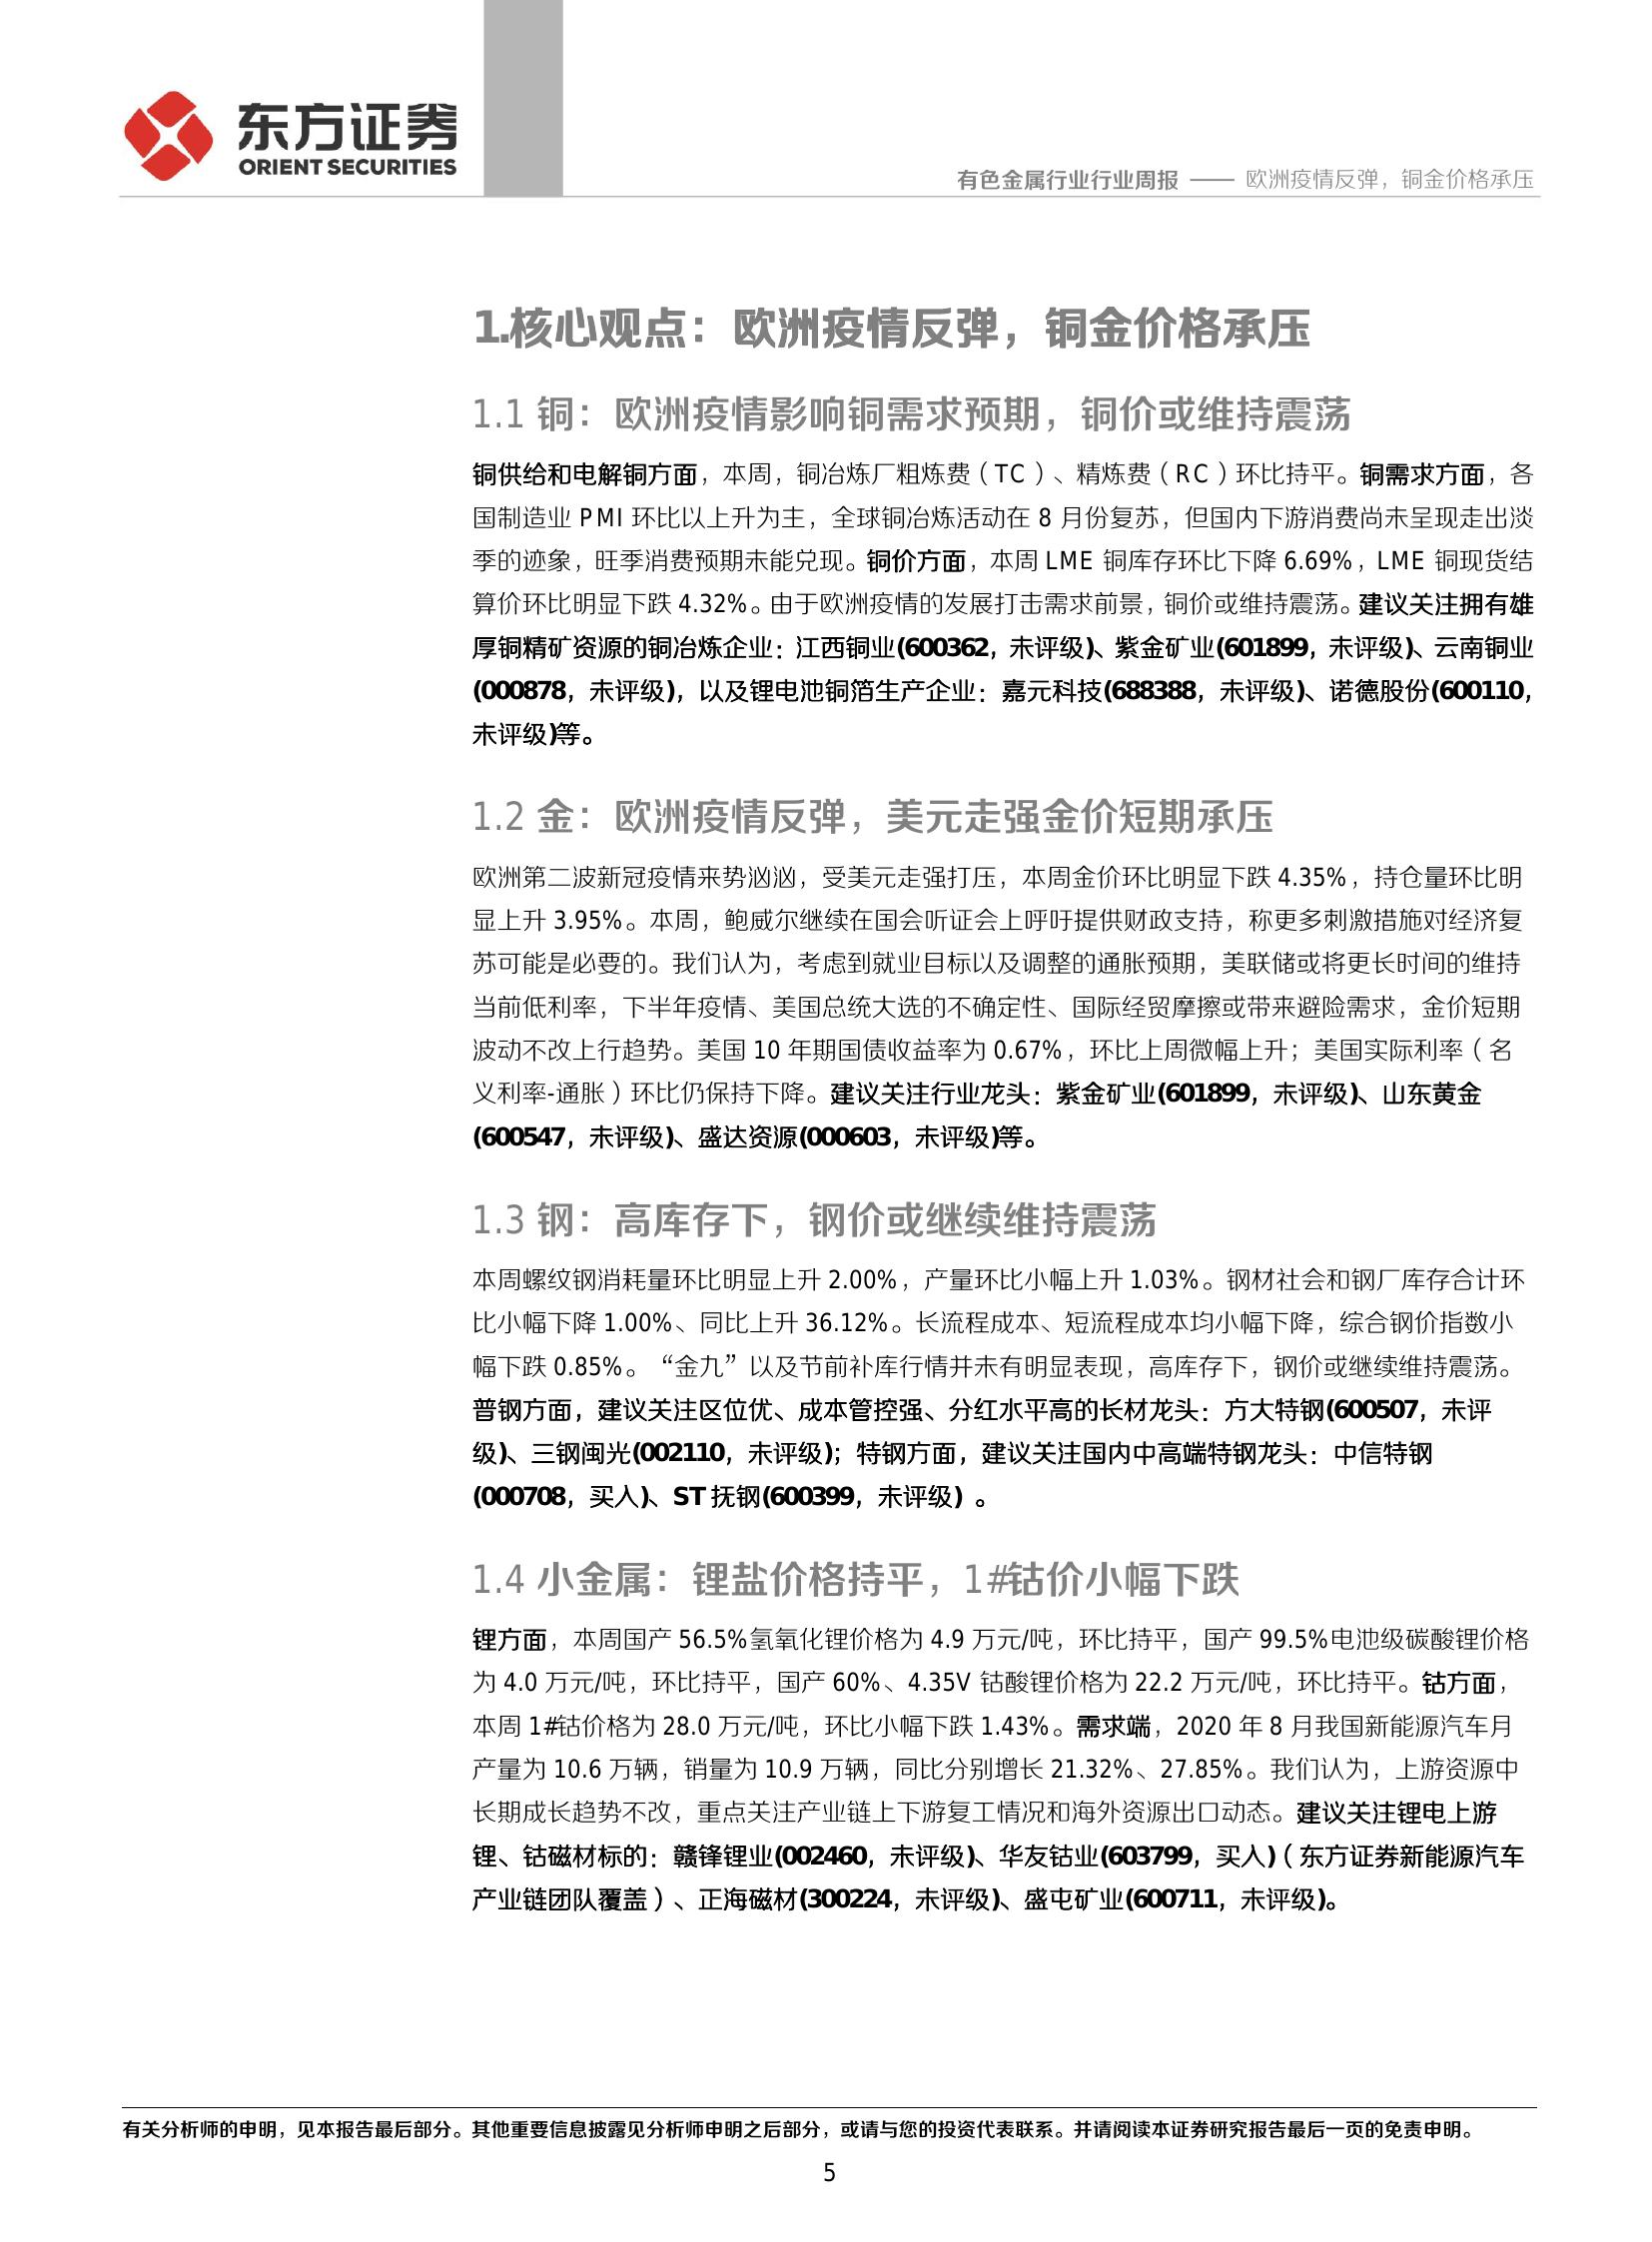 东方证券
ORIENT SECURITIES
有色金属行业行业周报 —— 欧洲疫情反弹，铜金价格承压
1.核心观点：欧洲疫情反弹，铜金价格承压
1.1 铜：欧洲疫情影响铜需求预期，铜价或维持震荡
铜供给和电解铜方面，本周，铜冶炼厂粗炼费（TC）、精炼费（RC）环比持平。铜需求方面，各
国制造业 PMI 环比以上升为主，全球铜冶炼活动在 8 月份复苏，但国内下游消费尚未呈现走出淡
季的迹象，旺季消费预期未能兑现。铜价方面，本周 LME 铜库存环比下降 6.69%，LME 铜现货结
算价环比明显下跌 4.32%。由于欧洲疫情的发展打击需求前景，铜价或维持震荡。建议关注拥有雄
厚铜精矿资源的铜冶炼企业：江西铜业(600362，未评级)、紫金矿业(601899，未评级)、云南铜业
(000878，未评级)，以及锂电池铜箔生产企业：嘉元科技(688388，未评级)、诺德股份(600110，
未评级)等。
1.2 金：欧洲疫情反弹，美元走强金价短期承压
欧洲第二波新冠疫情来势汹汹，受美元走强打压，本周金价环比明显下跌 4.35%，持仓量环比明
显上升 3.95%。本周，鲍威尔继续在国会听证会上呼吁提供财政支持，称更多刺激措施对经济复
苏可能是必要的。我们认为，考虑到就业目标以及调整的通胀预期，美联储或将更长时间的维持
当前低利率，下半年疫情、美国总统大选的不确定性、国际经贸摩擦或带来避险需求，金价短期
波动不改上行趋势。美国 10 年期国债收益率为 0.67%，环比上周微幅上升；美国实际利率（名
义利率-通胀）环比仍保持下降。建议关注行业龙头：紫金矿业(601899，未评级)、山东黄金
(600547，未评级)、盛达资源(000603，未评级)等。
1.3 钢：高库存下，钢价或继续维持震荡
本周螺纹钢消耗量环比明显上升 2.00%，产量环比小幅上升 1.03%。钢材社会和钢厂库存合计环
比小幅下降 1.00%、同比上升 36.12%。长流程成本、短流程成本均小幅下降，综合钢价指数小
幅下跌 0.85%。“金九”以及节前补库行情并未有明显表现，高库存下，钢价或继续维持震荡。
普钢方面，建议关注区位优、成本管控强、分红水平高的长材龙头：方大特钢(600507，未评
级)、三钢闽光(002110，未评级)；特钢方面，建议关注国内中高端特钢龙头：中信特钢
(000708，买入)、ST 抚钢(600399，未评级) 。
1.4 小金属：锂盐价格持平，1#钴价小幅下跌
锂方面，本周国产 56.5%氢氧化锂价格为 4.9 万元/吨，环比持平，国产 99.5%电池级碳酸锂价格
为 4.0 万元/吨，环比持平，国产 60%、4.35V 钴酸锂价格为 22.2 万元/吨，环比持平。钴方面，
本周 1#钴价格为 28.0 万元/吨，环比小幅下跌 1.43%。需求端，2020 年 8 月我国新能源汽车月
产量为 10.6 万辆，销量为 10.9 万辆，同比分别增长 21.32%、27.85%。我们认为，上游资源中
长期成长趋势不改，重点关注产业链上下游复工情况和海外资源出口动态。建议关注锂电上游
锂、钴磁材标的：赣锋锂业(002460，未评级)、华友钴业(603799，买入)（东方证券新能源汽车
产业链团队覆盖）、正海磁材(300224，未评级)、盛屯矿业(600711，未评级)。
有关分析师的申明，见本报告最后部分。其他重要信息披露见分析师申明之后部分，或请与您的投资代表联系。并请阅读本证券研究报告最后一页的免责申明。
5